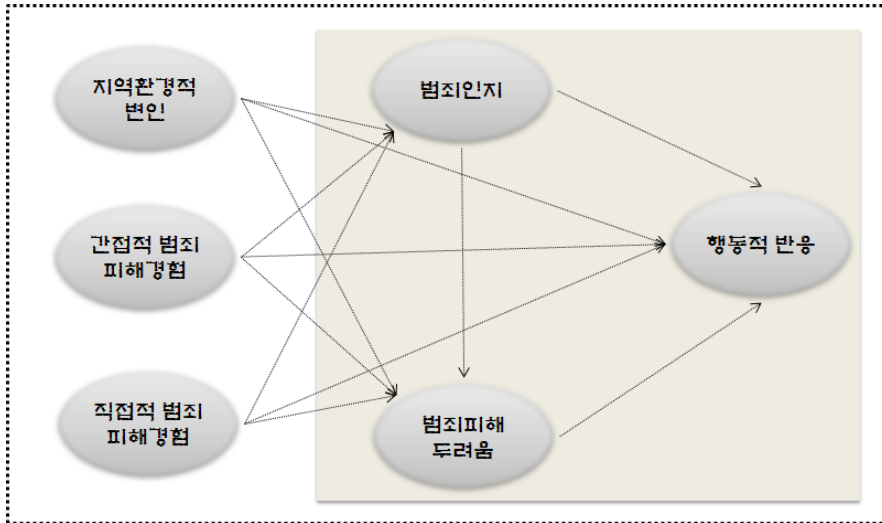 지역환경적
변인
범죄인지
간접적 범죄
피해경험
행동적 반응
직접적 범죄
피해경험
범죄피해
두려움